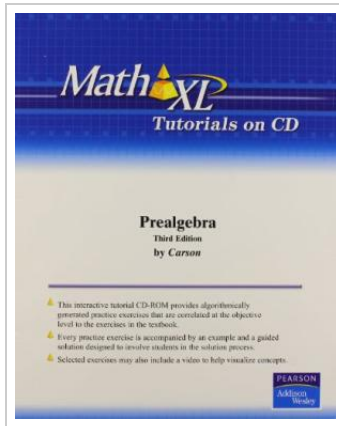 Math XL
Tutorials on CD
Prealgebra
Third Edition
by Carson
This interactive tutorial CD-ROM provides algorithmically
generated practice exercises that are correlated at the objective
level to the exercises in the textbook.
Every practice exercise is accompanied by an example and a guided
solution designed to involve students in the solution process.
Selected exercises may also include a video to help visualize concepts.
PEARSON
Addison
Wesley